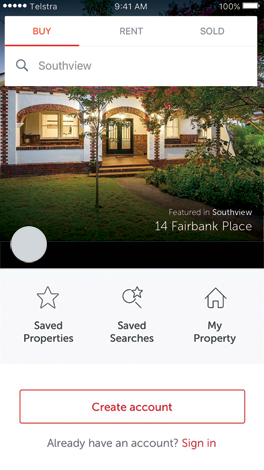 Telstra 9:41 AM 100%
BUY RENT SOLD
Southview
Featured in Southview
14 Fairbank Place
Saved Properties
Saved Searches
My Property
Create account
Already have an account? Sign in